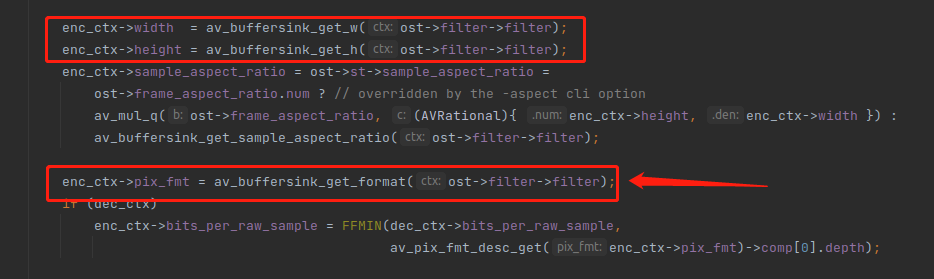 enc_ctx->width  = av_buffersink_get_w(ctx: ost->filter->filter);
enc_ctx->height = av_buffersink_get_h(ctx: ost->filter->filter);
enc_ctx->sample_aspect_ratio = ost->st->sample_aspect_ratio =
    ost->frame_aspect_ratio.num ? // overridden by the -aspect cli option
    av_mul_q(b: ost->frame_aspect_ratio, c: (AVRational){ .num: enc_ctx->height, .den: enc_ctx->width }) :
    av_buffersink_get_sample_aspect_ratio(ctx: ost->filter->filter);
enc_ctx->pix_fmt = av_buffersink_get_format(ctx: ost->filter->filter);
if (dec_ctx)
    enc_ctx->bits_per_raw_sample = FFMIN(dec_ctx->bits_per_raw_sample,
                                         av_pix_fmt_desc_get(pix_fmt: enc_ctx->pix_fmt)->comp[0].depth);